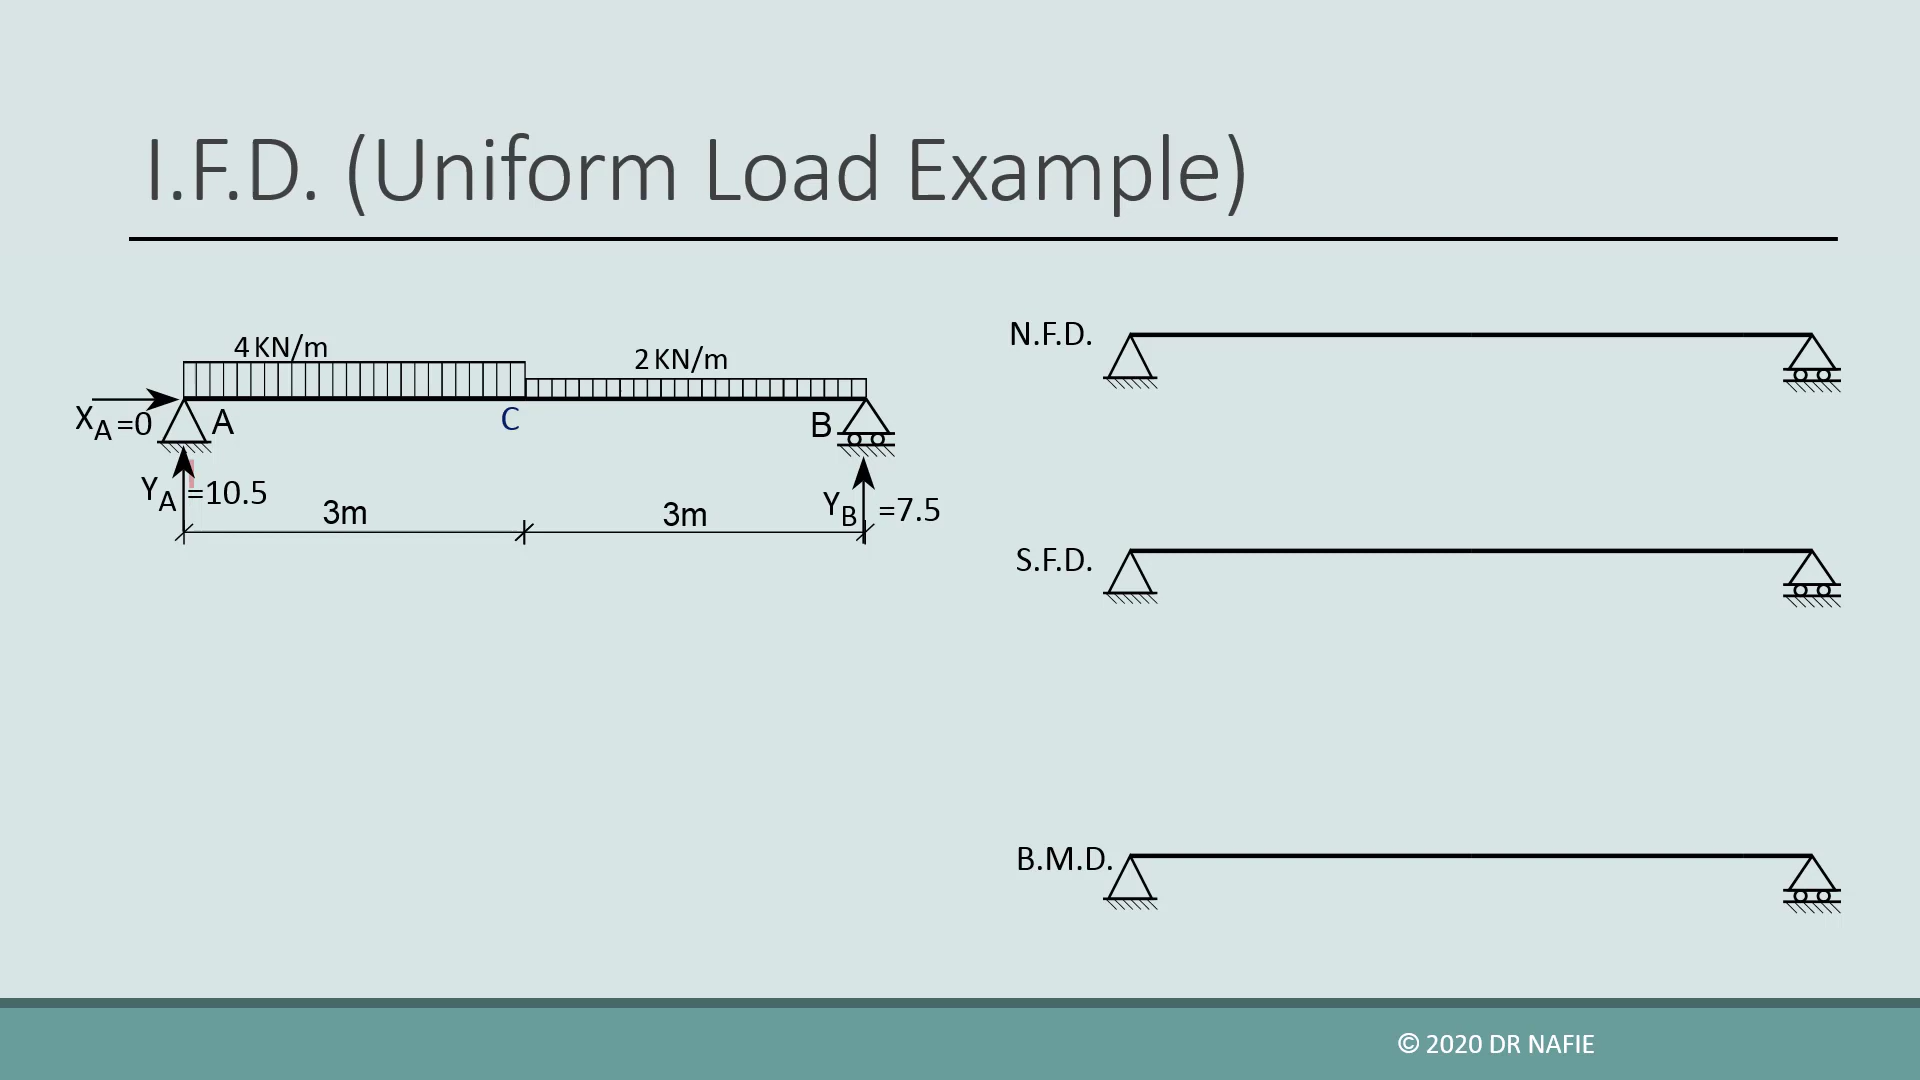 I.F.D. (Uniform Load Example)
4 KN/m
2 KN/m
XA =0
A
C
B
YA =10.5
3m
3m
YB =7.5
N.F.D.
S.F.D.
B.M.D.
© 2020 DR NAFIE